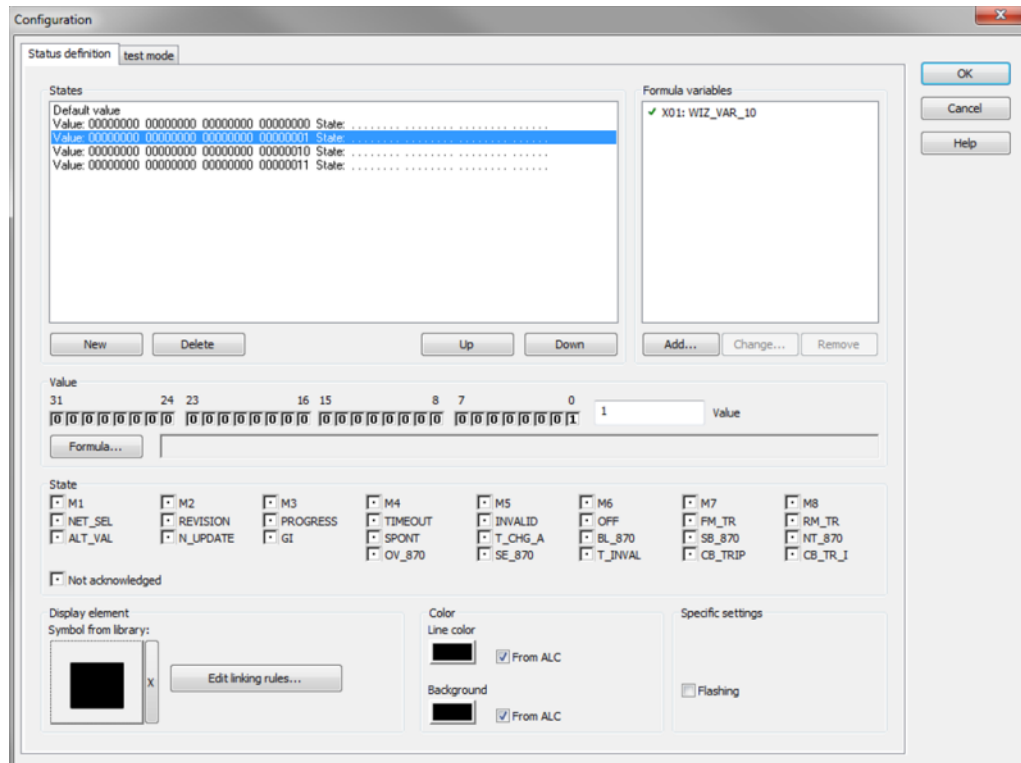 Configuration
X
Status definition
test mode
OK
Cancel
Help
States
Default value
Value: 00000000 00000000 00000000 00000000 State: . . . . . . . . . . . . . . . . . . . . . . . . . . . . . .
Value: 00000000 00000000 00000000 00000001 State: . . . . . . . . . . . . . . . . . . . . . . . . . . . . . .
Value: 00000000 00000000 00000000 00000010 State: . . . . . . . . . . . . . . . . . . . . . . . . . . . . . .
Value: 00000000 00000000 00000000 00000011 State: . . . . . . . . . . . . . . . . . . . . . . . . . . . . . .
Formula variables
X01: WIZ_VAR_10
New Delete Up Down
Add... Change... Remove
Value
31 24 23 16 15 8 7 0
0 0 0 0 0 0 0 0 0 0 0 0 0 0 0 0 0 0 0 0 0 0 0 0 0 0 0 0 0 0 0 1 1 Value
Formula...
State
M1 M2 M3 M4 M5 M6 M7 M8
NET_SEL REVISION PROGRESS TIMEOUT INVALID OFF FM_TR RM_TR
ALT_VAL N_UPDATE GI SPONT T_CHG_A BL_870 SB_870 NT_870
OV_870 SE_870 T_INVAL CB_TRIP CB_TR_I
Not acknowledged
Display element
Symbol from library:
X
Edit linking rules...
Color
Line color
From ALC
Background
From ALC
Specific settings
Flashing